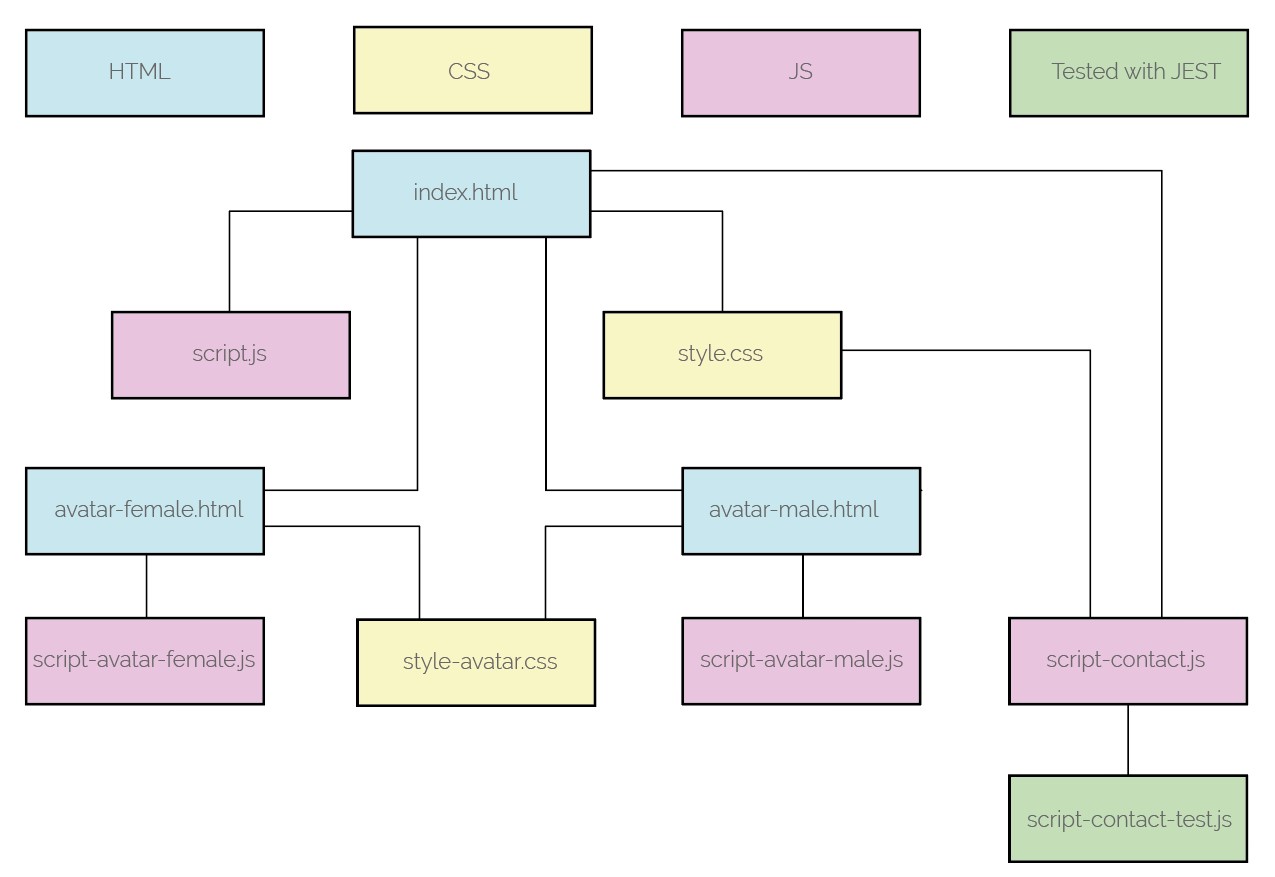 HTML
CSS
JS
Tested with JEST
index.html
script.js
style.css
avatar-female.html
avatar-male.html
script-avatar-female.js
style-avatar.css
script-avatar-male.js
script-contact.js
script-contact-test.js